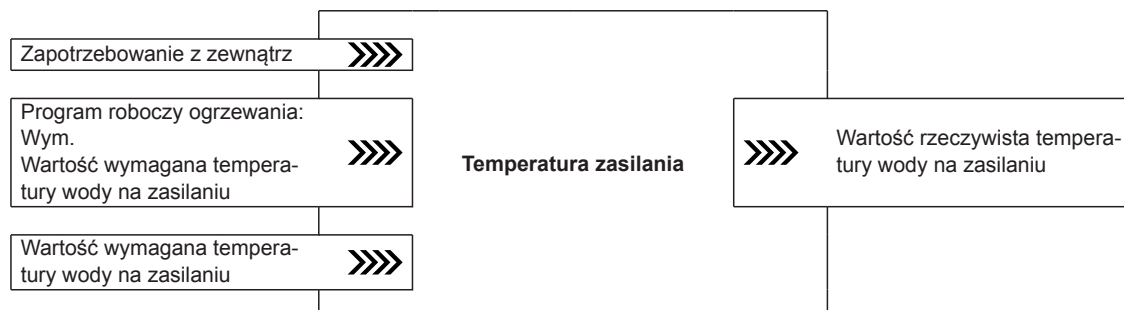 Zapotrzebowanie z zewnątrz
Program roboczy ogrzewania:
Wym.
Wartość wymagana tempera-
tury wody na zasilaniu
Wartość wymagana tempera-
tury wody na zasilaniu
Temperatura zasilania
Wartość rzeczywista tempera-
tury wody na zasilaniu